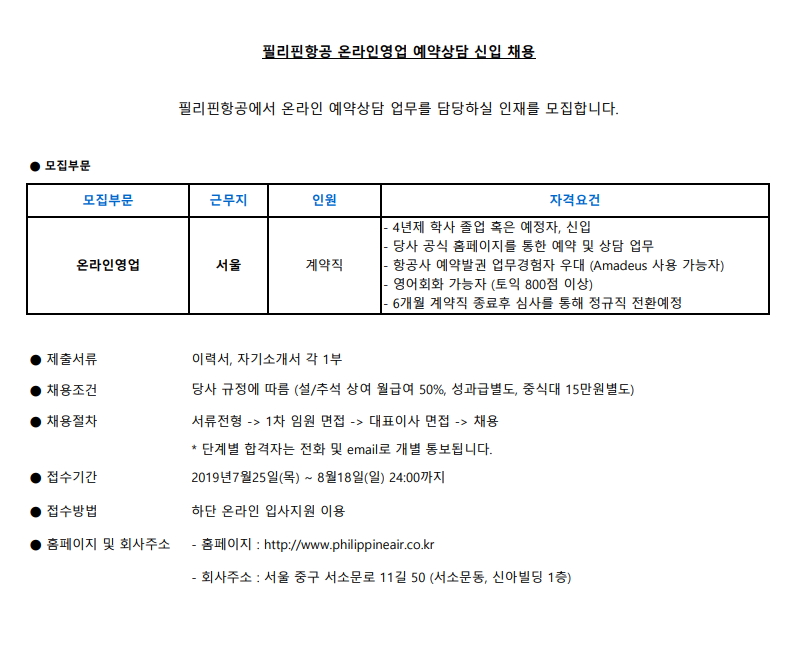 필리핀항공 온라인영업 예약상담 신입 채용
필리핀항공에서 온라인 예약상담 업무를 담당하실 인재를 모집합니다.
● 모집부문
모집부문 근무지 인원 자격요건
- 4년제 학사 졸업 혹은 예정자, 신입
- 당사 공식 홈페이지를 통한 예약 및 상담 업무
온라인영업 서울 계약직 - 항공사 예약발권 업무경험자 우대 (Amadeus 사용 가능자)
- 영어회화 가능자 (토익 800점 이상)
- 6개월 계약직 종료후 심사를 통해 정규직 전환예정
● 제출서류 이력서, 자기소개서 각 1부
● 채용조건 당사 규정에 따름 (설/추석 상여 월급여 50%, 성과급별도, 중식대 15만원별도)
● 채용절차 서류전형 -> 1차 임원 면접 -> 대표이사 면접 -> 채용
* 단계별 합격자는 전화 및 email로 개별 통보됩니다.
● 접수기간 2019년7월25일(목) ~ 8월18일(일) 24:00까지
● 접수방법 하단 온라인 입사지원 이용
● 홈페이지 및 회사주소 - 홈페이지 : http://www.philippineair.co.kr
- 회사주소 : 서울 중구 서소문로 11길 50 (서소문동, 신아빌딩 1층)